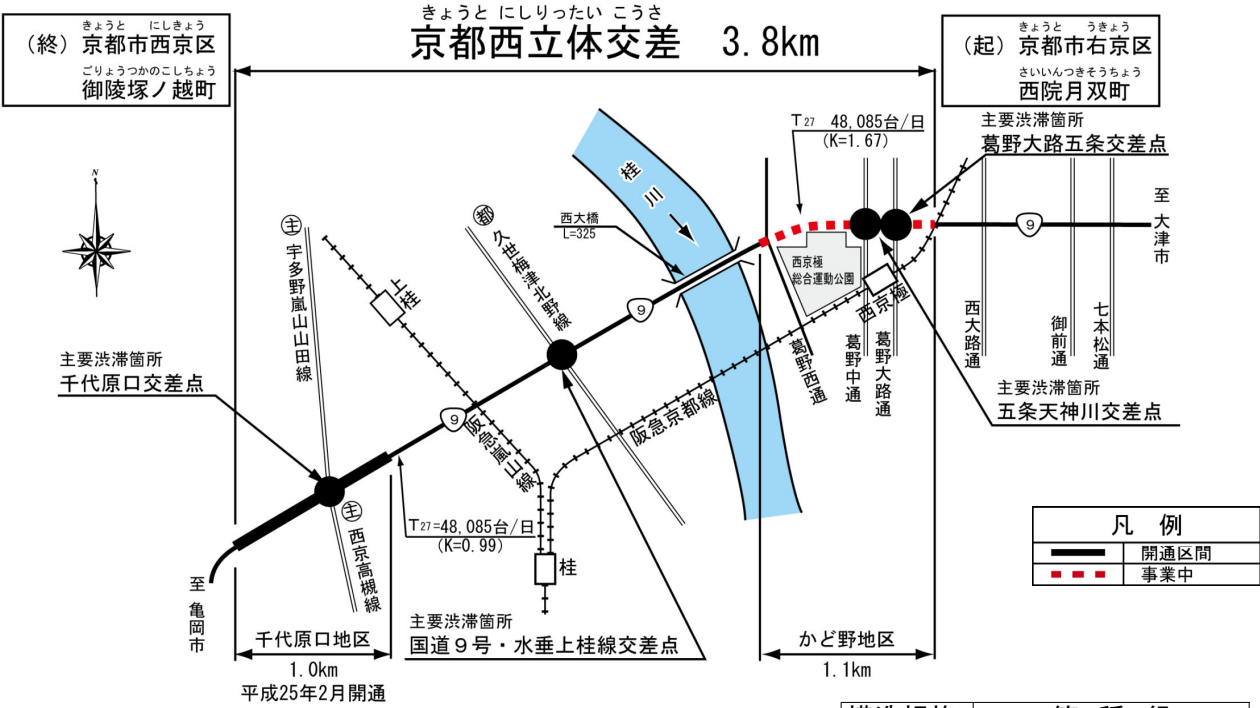 きょうと にしりったい こうさ
京都西立体交差 3.8km
きょうと にしきょう
（終）京都市西京区
ごりょうつかのこしちょう
御陵塚ノ越町
きょうと うきょう
（起）京都市右京区
さいいんつきそうちょう
西院月双町
主要渋滞箇所
葛野大路五条交差点
T27 48,085台/日
(K=1.67)
N
桂川
西大橋
L=325
西京極
総合運動公園
西京極
9
至大津市
西大路通
御前通
七本松通
葛野西通
葛野中通
葛野大路通
主要渋滞箇所
五条天神川交差点
都 久世梅津北野線
9
主 宇多野嵐山山田線
上桂
主要渋滞箇所
千代原口交差点
9
阪急嵐山線
阪急京都線
T27=48,085台/日
(K=0.99)
主 西京高槻線
桂
至亀岡市
主要渋滞箇所
国道９号・水垂上桂線交差点
千代原口地区
1.0km
平成25年2月開通
かど野地区
1.1km
凡 例
開通区間
事業中